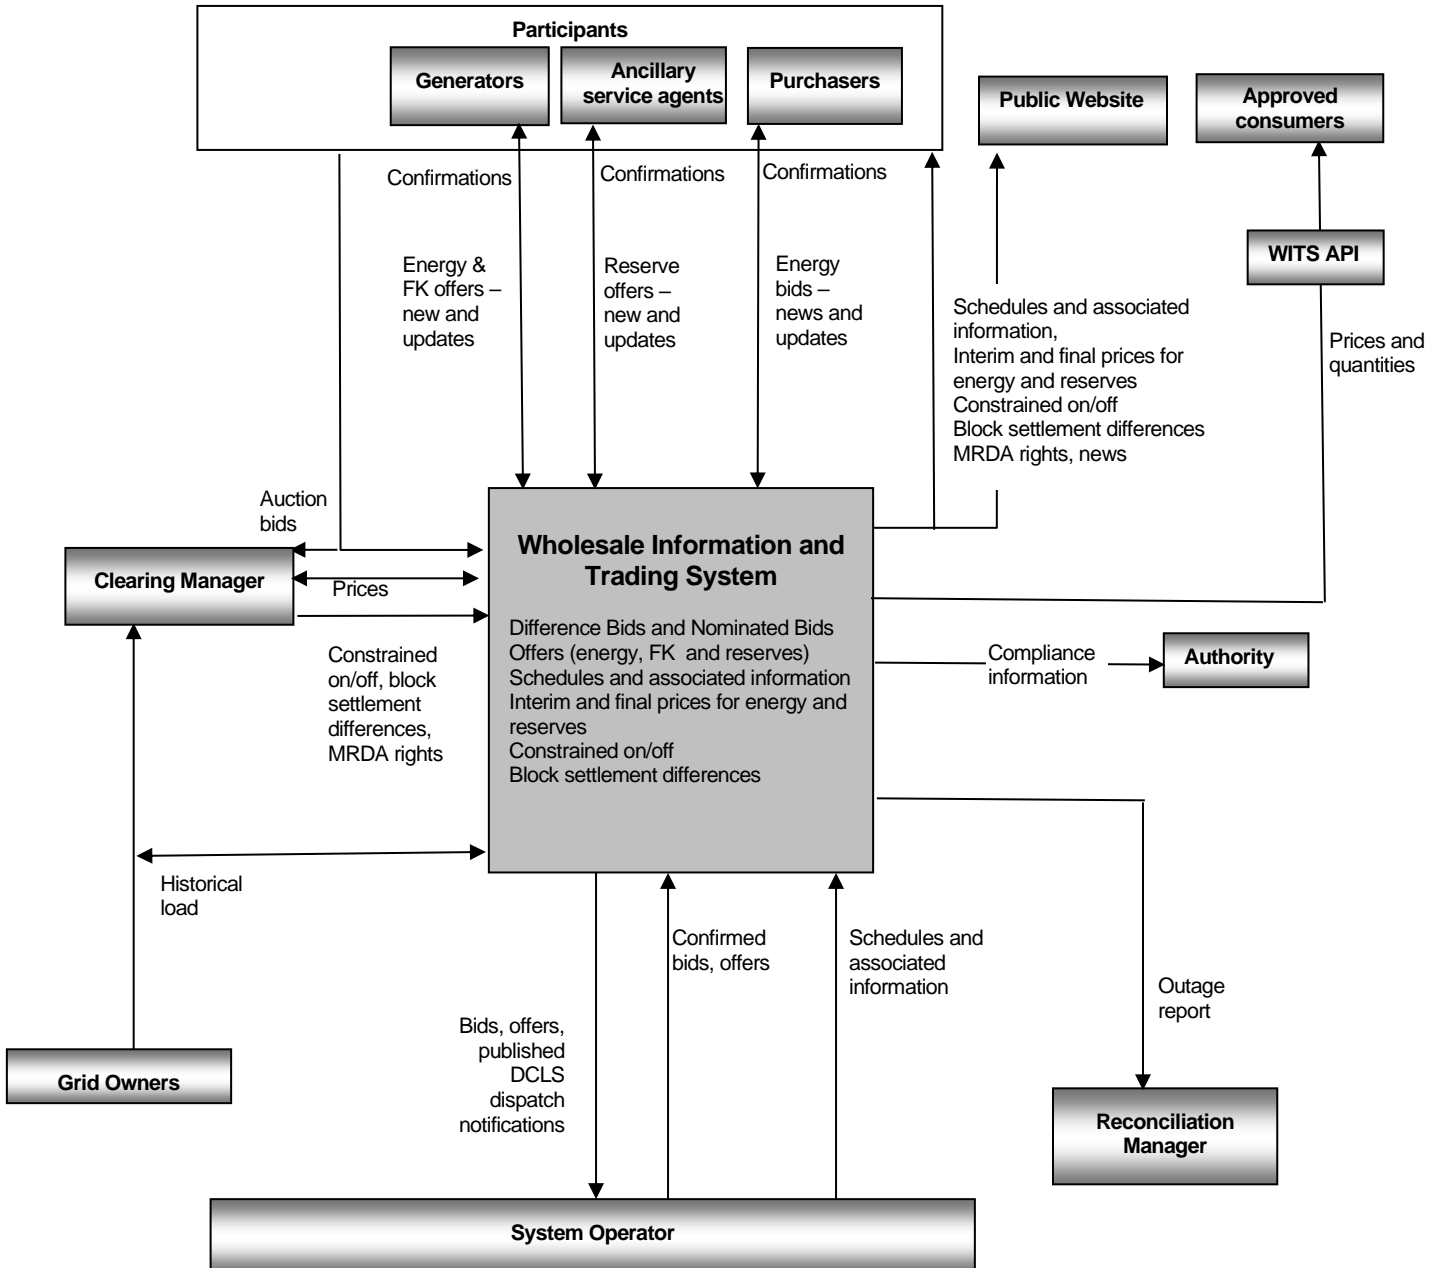 Participants
Generators
Ancillary
service agents
Purchasers
Public Website
Approved
consumers
Confirmations
Confirmations
Confirmations
WITS API
Energy &
FK offers –
new and
updates
Reserve
offers –
new and
updates
Energy
bids –
news and
updates
Schedules and associated
information,
Interim and final prices for
energy and reserves
Constrained on/off
Block settlement differences
MRDA rights, news
Prices and
quantities
Auction
bids
Clearing Manager
Prices
Constrained
on/off, block
settlement
differences,
MRDA rights
Wholesale Information and
Trading System
Difference Bids and Nominated Bids
Offers (energy, FK and reserves)
Schedules and associated information
Interim and final prices for energy and
reserves
Constrained on/off
Block settlement differences
Compliance
information
Authority
Historical
load
Confirmed
bids, offers
Schedules and
associated
information
Outage
report
Bids, offers,
published
DCLS
dispatch
notifications
Grid Owners
Reconciliation
Manager
System Operator